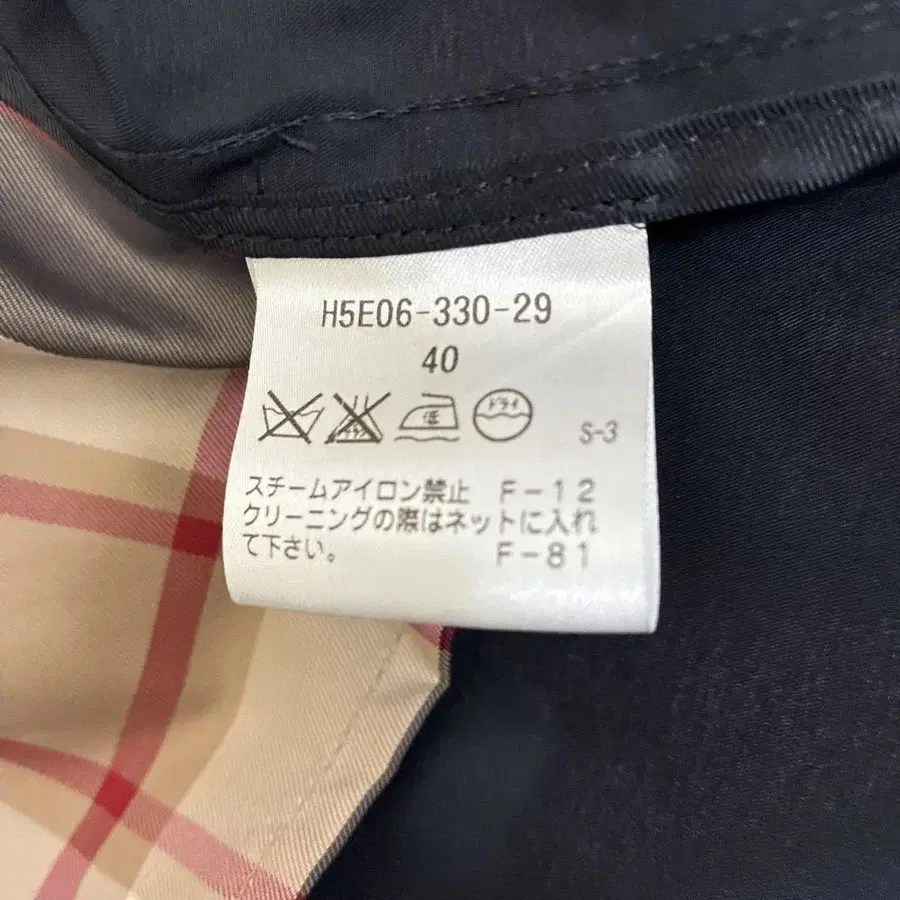 H5E06-330-29
40
中 ドライ S-3
スチームアイロン禁止 F-12
クリーニングの際はネットに入れ
て下さい。 F-81